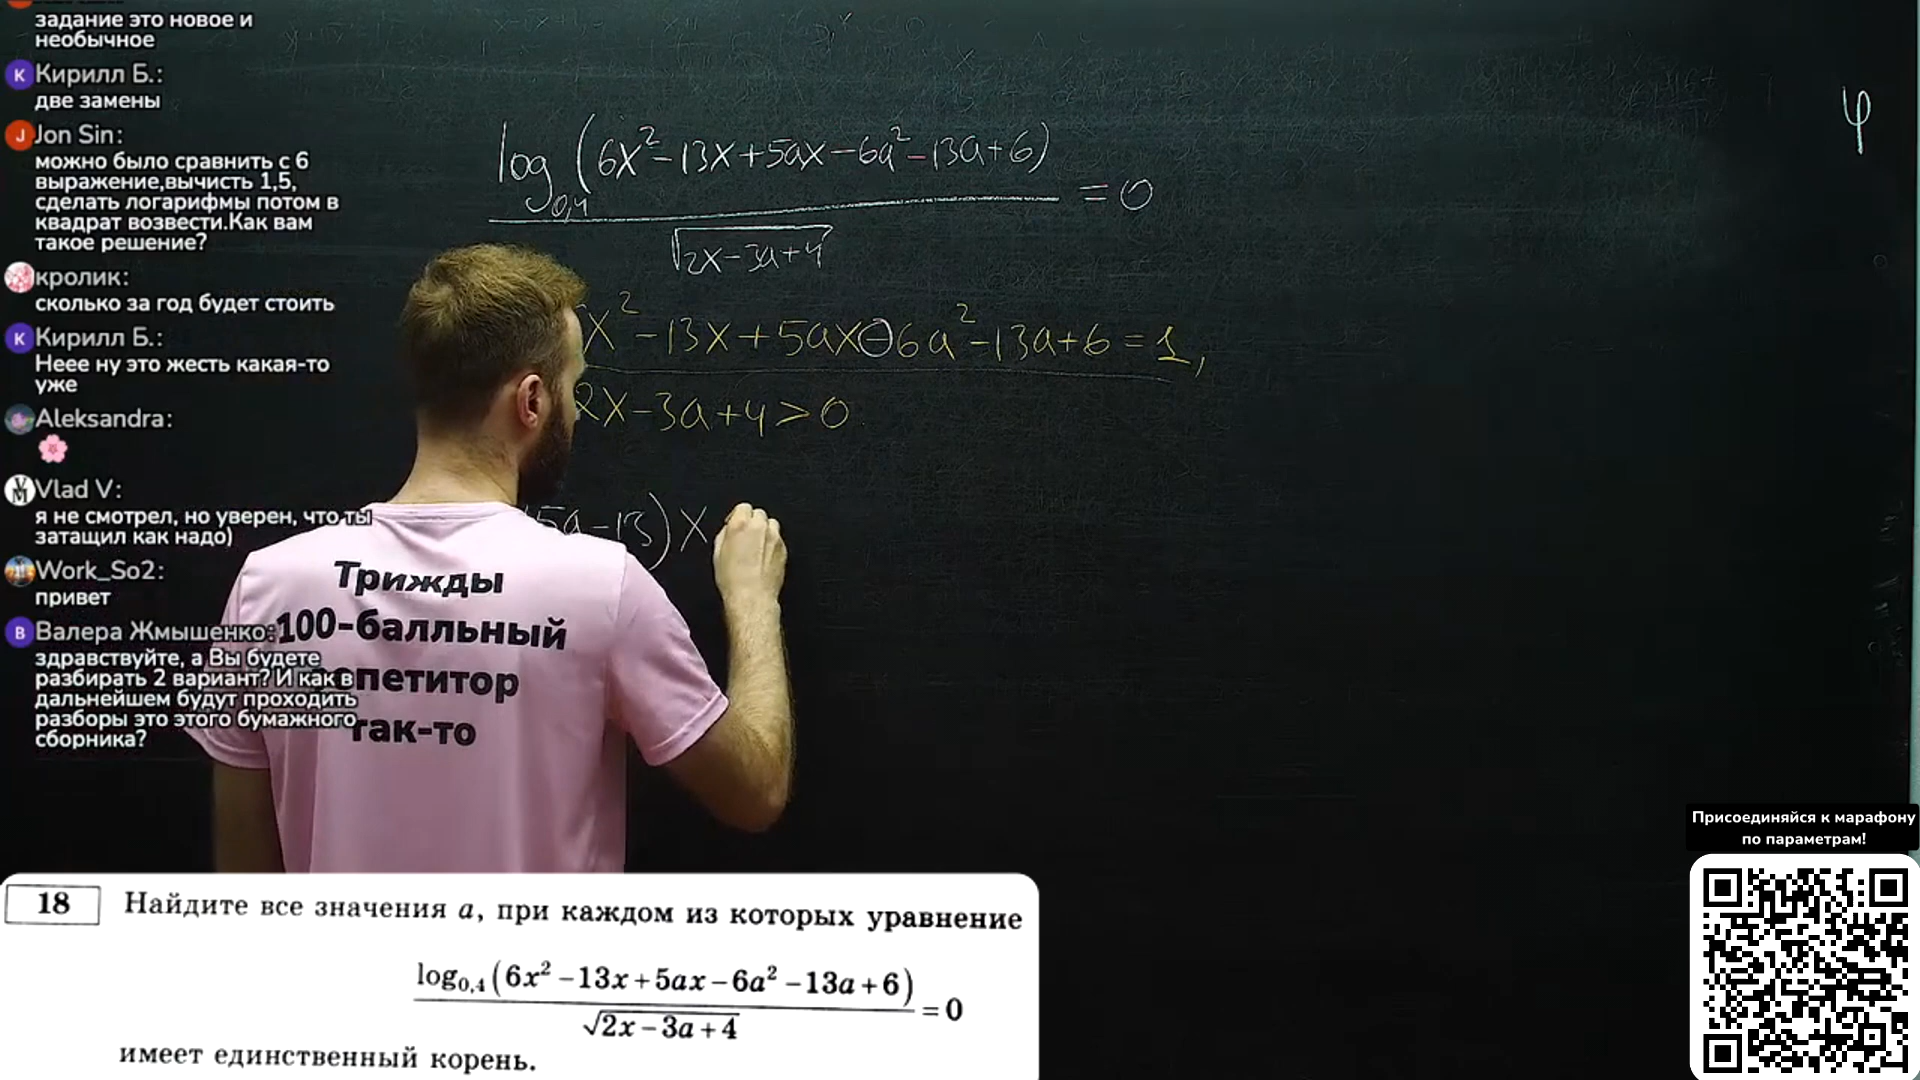 задание это новое и
необычное
Кирилл Б.:
две замены
Jon Sin:
можно было сравнить с 6
выражение,вычисть 1,5,
сделать логарифмы потом в
квадрат возвести.Как вам
такое решение?
кролик:
сколько за год будет стоить
Кирилл Б.:
Неее ну это жесть какая-то
уже
Aleksandra:
🌸
Vlad V:
я не смотрел, но уверен, что ты
затащил как надо)
Work_So2:
привет
Валера Жмышенко:
здравствуйте, а Вы будете
разбирать 2 вариант? И как в
дальнейшем будут проходить
разборы это этого бумажного
сборника?
log₀,₄(6x²-13x+5ax-6a²-13a+6)
=0
√2x-3a+4
x²-13x+5ax-6a²-13a+6=1,
2x-3a+4>0
5a-13)x
φ
Трижды
100-балльный
репетитор
так-то
Присоединяйся к марафону
по параметрам!
18 Найдите все значения a, при каждом из которых уравнение
log₀,₄(6x²-13x+5ax-6a²-13a+6)
=0
√2x-3a+4
имеет единственный корень.